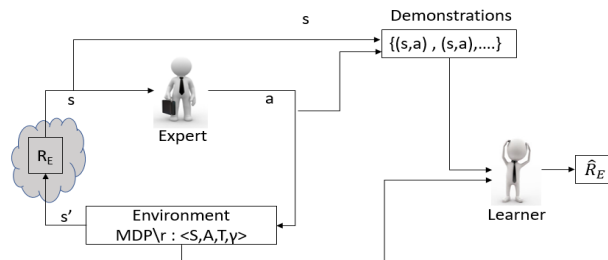 s
Demonstrations
{(s,a) , (s,a),....}
s
a
Expert
R_E
R̂_E
Learner
s'
Environment
MDP\r : <S,A,T,γ>